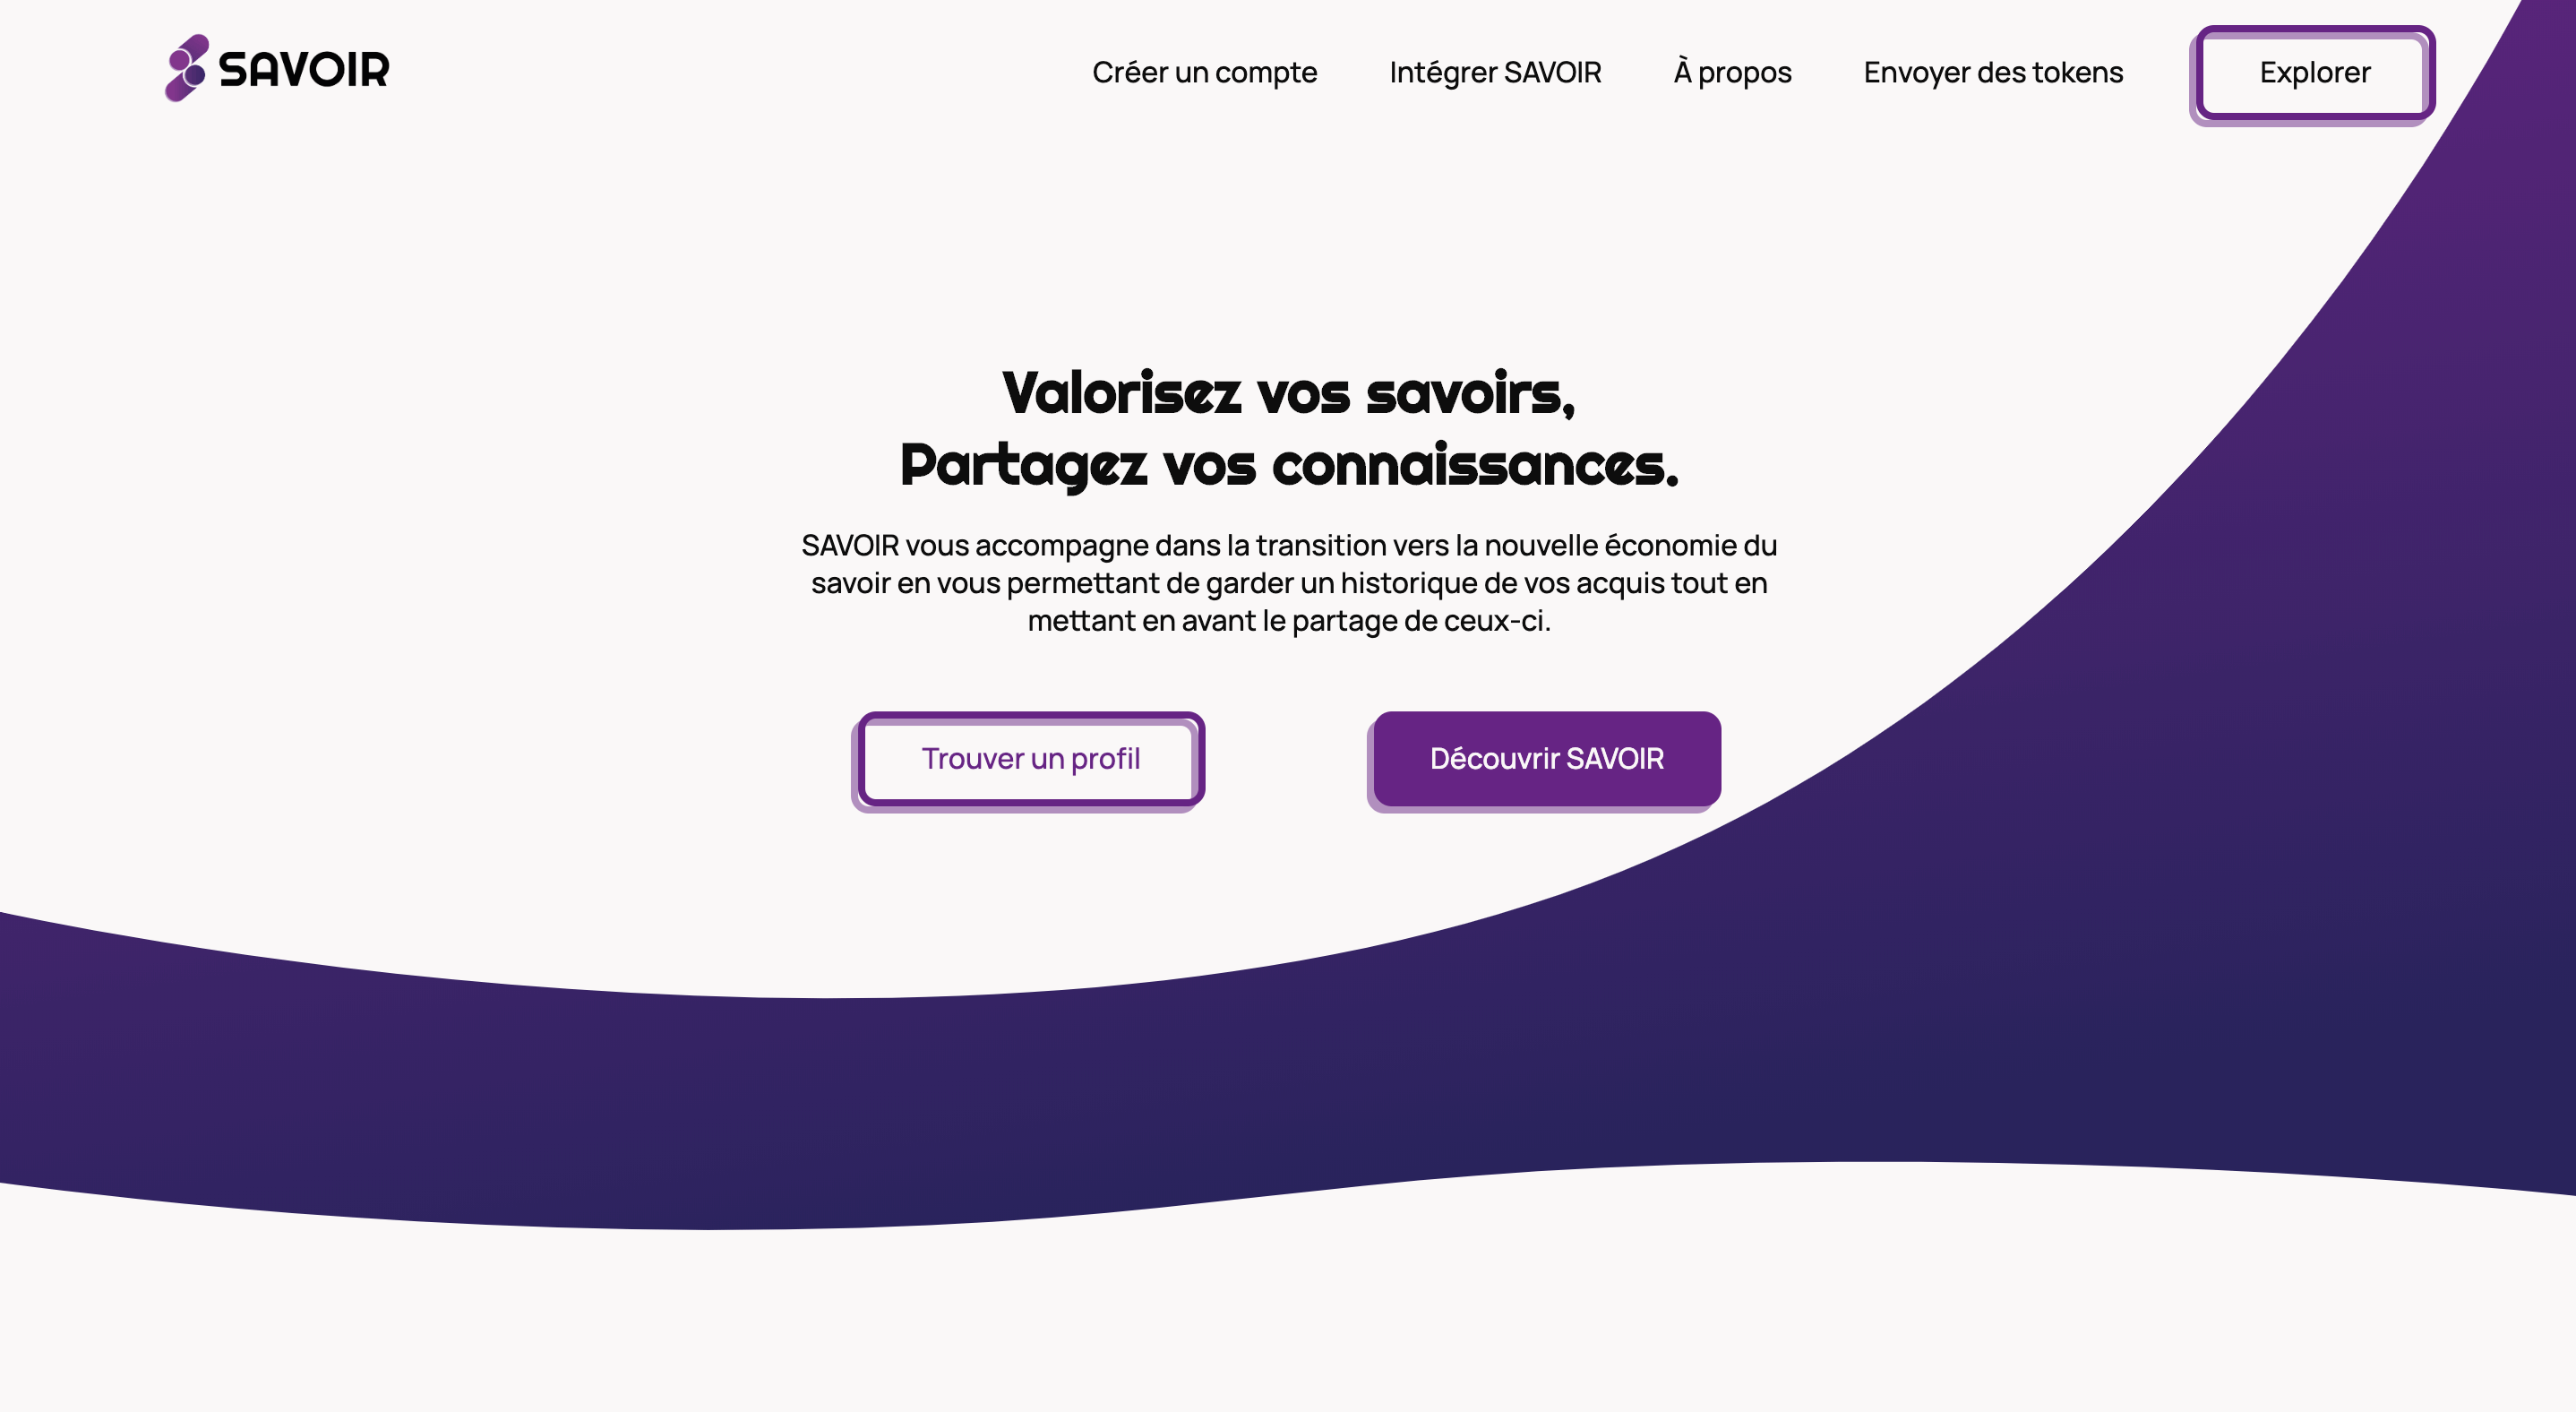 SAVOIR
Créer un compte
Intégrer SAVOIR
À propos
Envoyer des tokens
Explorer
Valorisez vos savoirs,
Partagez vos connaissances.
SAVOIR vous accompagne dans la transition vers la nouvelle économie du
savoir en vous permettant de garder un historique de vos acquis tout en
mettant en avant le partage de ceux-ci.
Trouver un profil
Découvrir SAVOIR